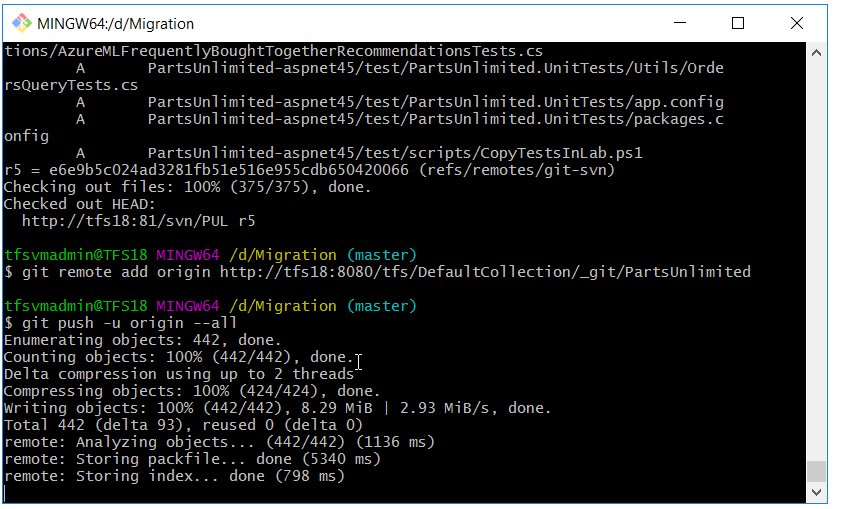 MINGW64:/d/Migration
tions/AzureMLFrequentlyBoughtTogetherRecommendationsTests.cs
A PartsUnlimited-aspnet45/test/PartsUnlimited.UnitTests/Utils/Orde
rsQueryTests.cs
A PartsUnlimited-aspnet45/test/PartsUnlimited.UnitTests/app.config
A PartsUnlimited-aspnet45/test/PartsUnlimited.UnitTests/packages.c
onfig
A PartsUnlimited-aspnet45/test/scripts/CopyTestsInLab.ps1
r5 = e6e9b5c024ad3281fb51e516e955cdb650420066 (refs/remotes/git-svn)
Checking out files: 100% (375/375), done.
Checked out HEAD:
http://tfs18:81/svn/PUL r5
tfsvmadmin@TFS18 MINGW64 /d/Migration (master)
$ git remote add origin http://tfs18:8080/tfs/DefaultCollection/_git/PartsUnlimited
tfsvmadmin@TFS18 MINGW64 /d/Migration (master)
$ git push -u origin --all
Enumerating objects: 442, done.
Counting objects: 100% (442/442), done.
Delta compression using up to 2 threads
Compressing objects: 100% (424/424), done.
Writing objects: 100% (442/442), 8.29 MiB | 2.93 MiB/s, done.
Total 442 (delta 93), reused 0 (delta 0)
remote: Analyzing objects... (442/442) (1136 ms)
remote: Storing packfile... done (5340 ms)
remote: Storing index... done (798 ms)